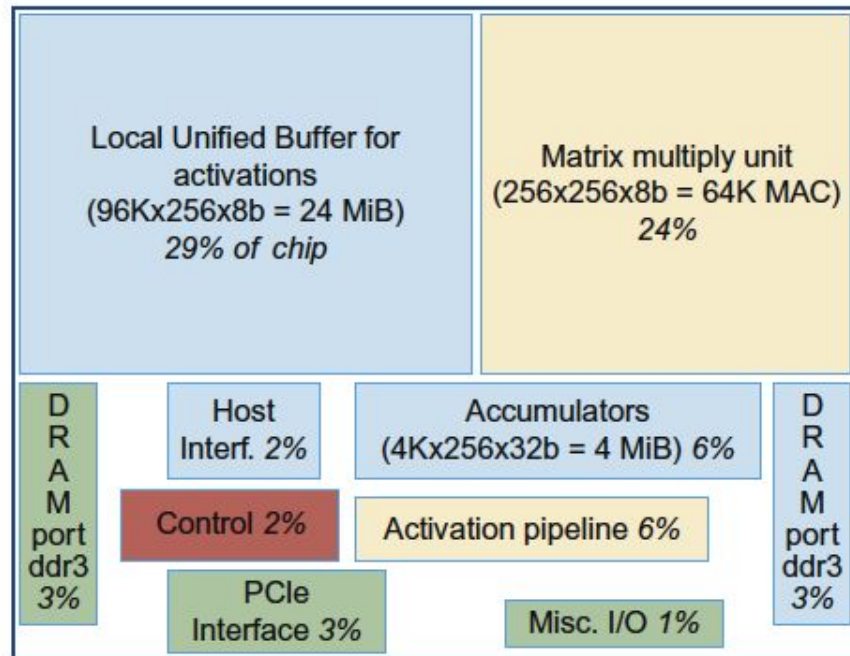 Local Unified Buffer for
activations
(96Kx256x8b = 24 MiB)
29% of chip
Matrix multiply unit
(256x256x8b = 64K MAC)
24%
D
R
A
M
port
ddr3
3%
Host
Interf. 2%
Accumulators
(4Kx256x32b = 4 MiB) 6%
D
R
A
M
port
ddr3
3%
Control 2%
Activation pipeline 6%
PCIe
Interface 3%
Misc. I/O 1%